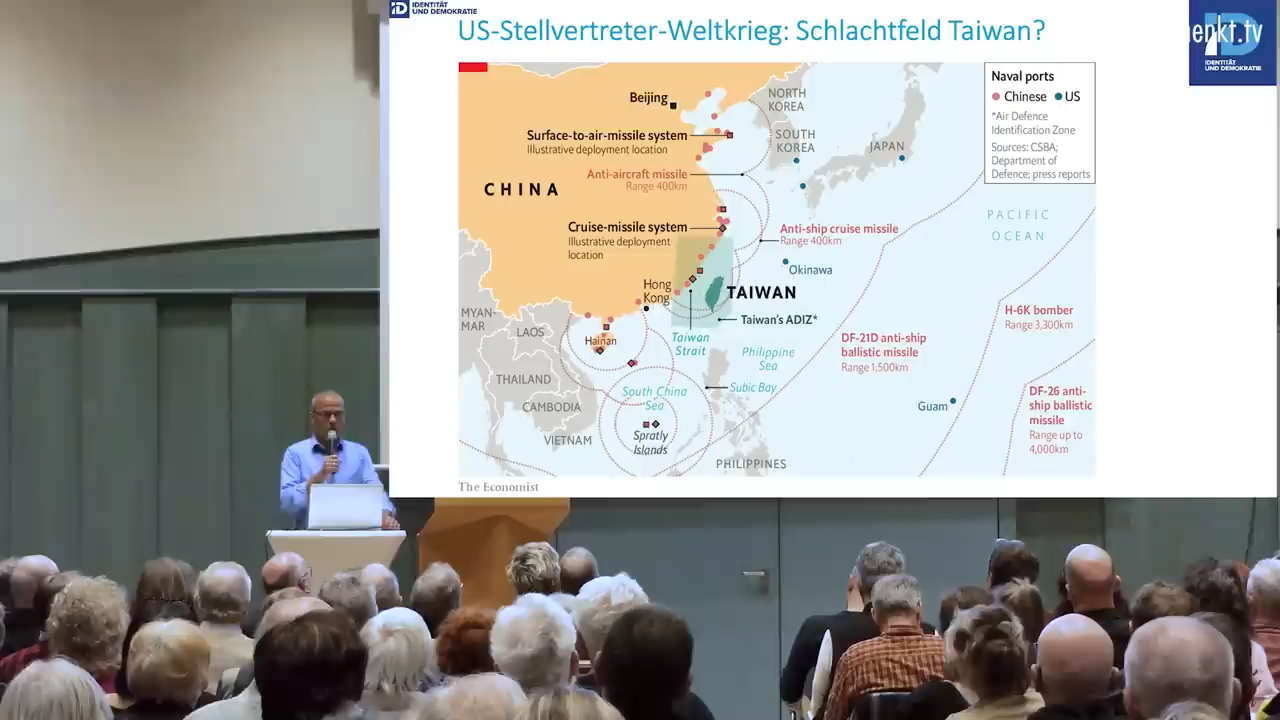 iD IDENTITÄT
UND DEMOKRATIE
US-Stellvertreter-Weltkrieg: Schlachtfeld Taiwan?
enkt.tv
iD
IDENTITÄT
UND DEMOKRATIE
Naval ports
Chinese US
*Air Defence
Identification Zone
Sources: CSBA;
Department of
Defence; press reports
Beijing
NORTH
KOREA
Surface-to-air-missile system
Illustrative deployment location
SOUTH
KOREA
JAPAN
Anti-aircraft missile
Range 400km
CHINA
PACIFIC
OCEAN
Cruise-missile system
Illustrative deployment
location
Anti-ship cruise missile
Range 400km
Okinawa
Hong
Kong
TAIWAN
Taiwan's ADIZ*
MYAN-
MAR
LAOS
Hainan
Taiwan
Strait
Philippine
Sea
H-6K bomber
Range 3,300km
DF-21D anti-ship
ballistic missile
Range 1,500km
THAILAND
CAMBODIA
VIETNAM
South China
Sea
Subic Bay
Guam
DF-26 anti-
ship ballistic
missile
Range up to
4,000km
Spratly
Islands
PHILIPPINES
The Economist